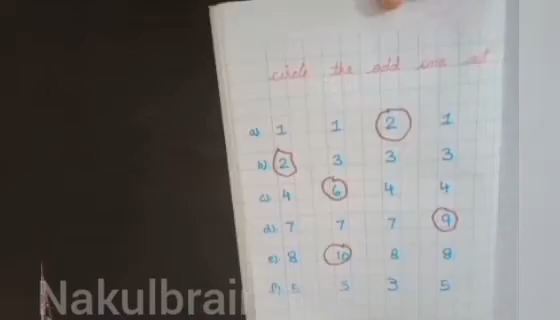 circle the odd one out
a) 1 1 2 1
b) 2 3 3 3
c) 4 6 4 4
d) 7 7 7 9
e) 8 10 8 8
f) 5 5 3 5
Nakulbrain